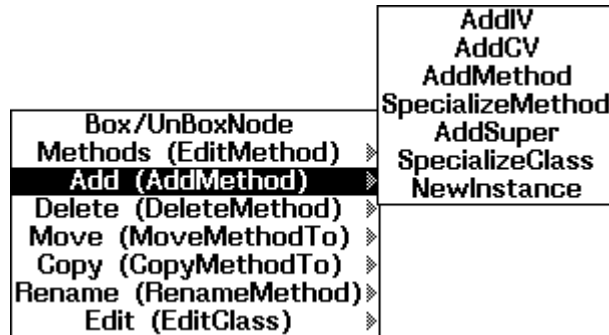 Box/UnBoxNode
Methods (EditMethod)
Add (AddMethod)
Delete (DeleteMethod)
Move (MoveMethodTo)
Copy (CopyMethodTo)
Rename (RenameMethod)
Edit (EditClass)
AddIV
AddCV
AddMethod
SpecializeMethod
AddSuper
SpecializeClass
NewInstance